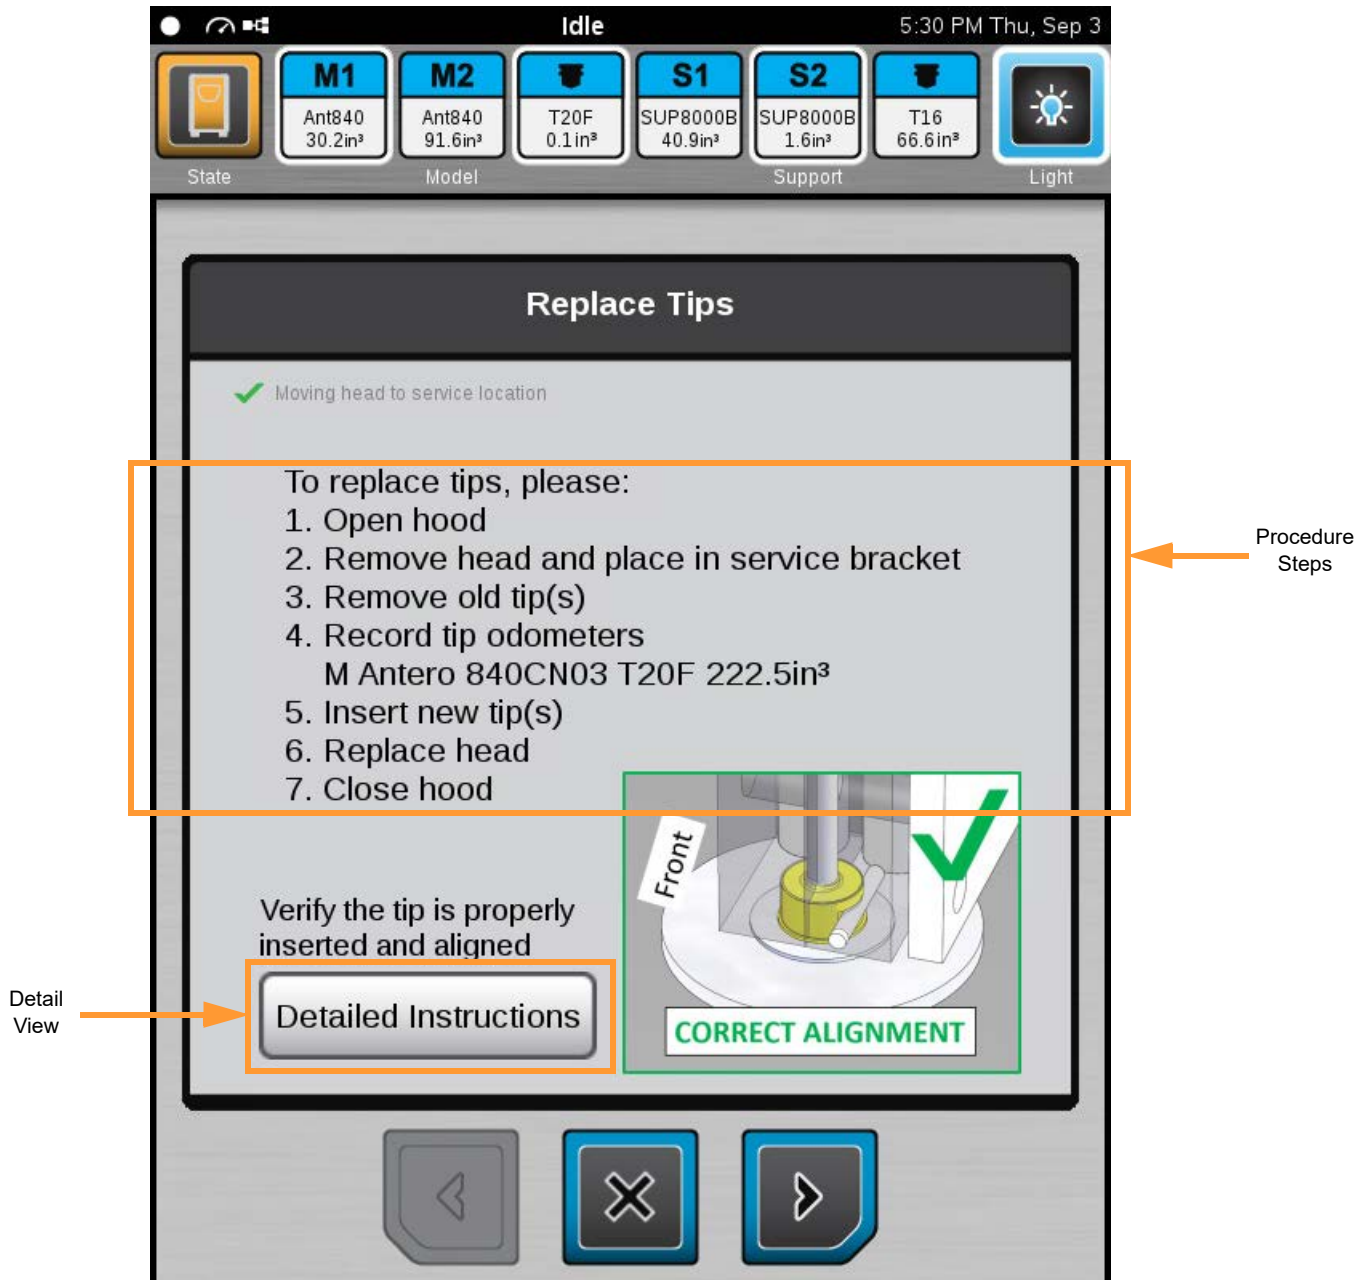 Idle
5:30 PM Thu, Sep 3
M1
Ant840
30.2in³
M2
Ant840
91.6in³
T20F
0.1in³
S1
SUP8000B
40.9in³
S2
SUP8000B
1.6in³
T16
66.6in³
State
Model
Support
Light
Replace Tips
Moving head to service location
To replace tips, please:
1. Open hood
2. Remove head and place in service bracket
3. Remove old tip(s)
4. Record tip odometers
M Antero 840CN03 T20F 222.5in³
5. Insert new tip(s)
6. Replace head
7. Close hood
Procedure
Steps
Front
Verify the tip is properly
inserted and aligned
Detail
View
Detailed Instructions
CORRECT ALIGNMENT